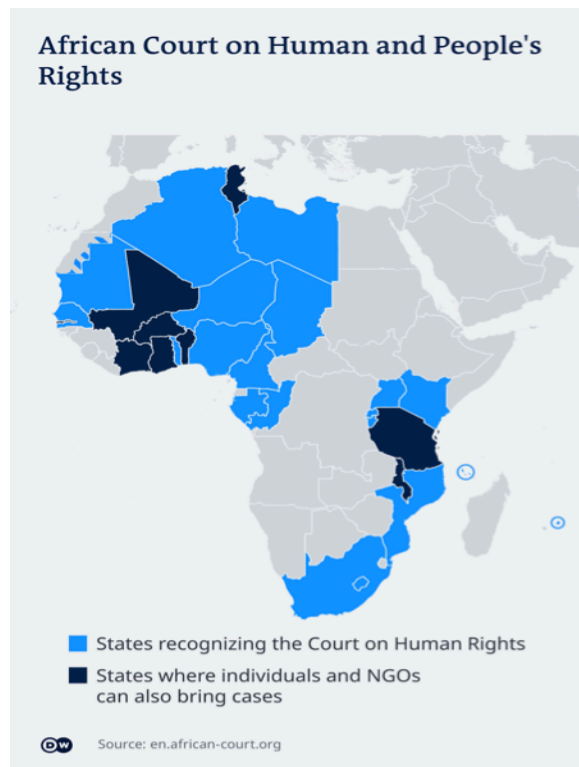 African Court on Human and People's
Rights
States recognizing the Court on Human Rights
States where individuals and NGOs
can also bring cases
DW
Source: en.african-court.org